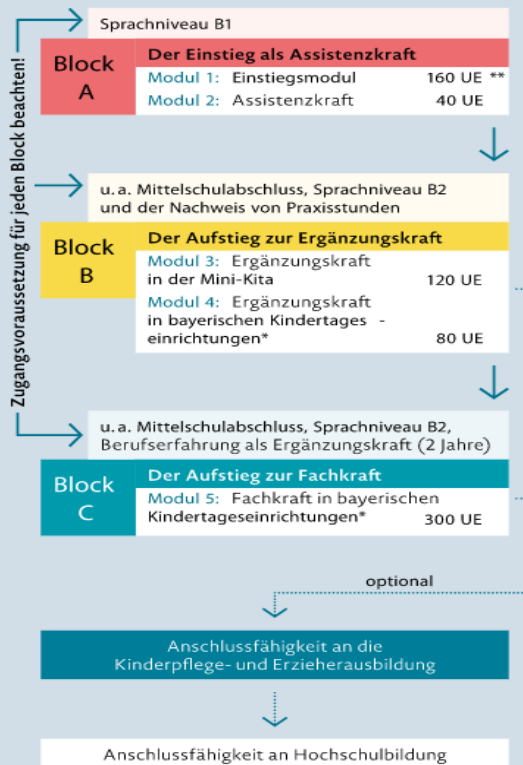 Zugangsvoraussetzung für jeden Block beachten!
Sprachniveau B1
Block A
Der Einstieg als Assistenzkraft
Modul 1: Einstiegsmodul 160 UE **
Modul 2: Assistenzkraft 40 UE
u. a. Mittelschulabschluss, Sprachniveau B2
und der Nachweis von Praxisstunden
Block B
Der Aufstieg zur Ergänzungskraft
Modul 3: Ergänzungskraft
in der Mini-Kita 120 UE
Modul 4: Ergänzungskraft
in bayerischen Kindertages -
einrichtungen* 80 UE
u. a. Mittelschulabschluss, Sprachniveau B2,
Berufserfahrung als Ergänzungskraft (2 Jahre)
Block C
Der Aufstieg zur Fachkraft
Modul 5: Fachkraft in bayerischen
Kindertageseinrichtungen* 300 UE
optional
Anschlussfähigkeit an die
Kinderpflege- und Erzieherausbildung
Anschlussfähigkeit an Hochschulbildung